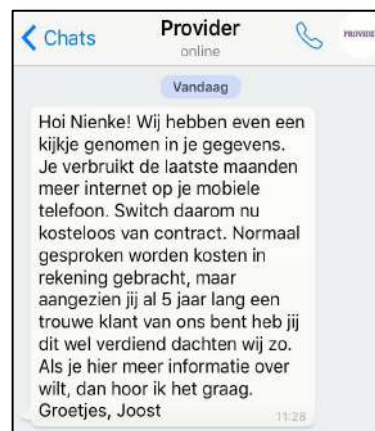 Chats
Provider
online
PROVIDE
Vandaag
Hoi Nienke! Wij hebben even een
kijkje genomen in je gegevens.
Je verbruikt de laatste maanden
meer internet op je mobiele
telefoon. Switch daarom nu
kosteloos van contract. Normaal
gesproken worden kosten in
rekening gebracht, maar
aangezien jij al 5 jaar lang een
trouwe klant van ons bent heb jij
dit wel verdiend dachten wij zo.
Als je hier meer informatie over
wilt, dan hoor ik het graag.
Groetjes, Joost
11:28